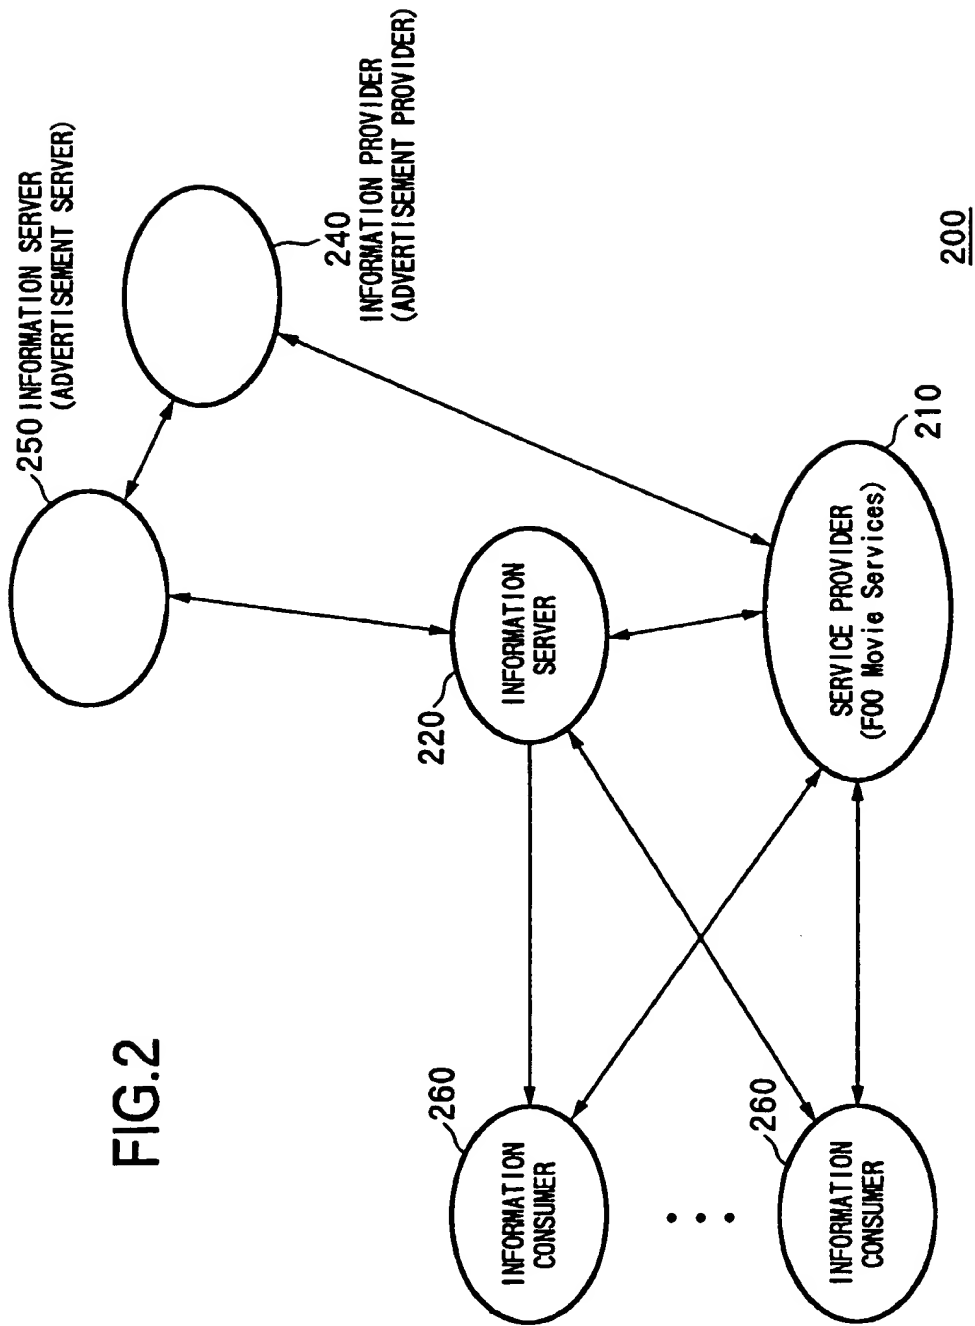 FIG.2
250 INFORMATION SERVER
(ADVERTISEMENT SERVER)
240
INFORMATION PROVIDER
(ADVERTISEMENT PROVIDER)
260
INFORMATION
CONSUMER
220
INFORMATION
SERVER
260
INFORMATION
CONSUMER
SERVICE PROVIDER
(FOO Movie Services)
210
200